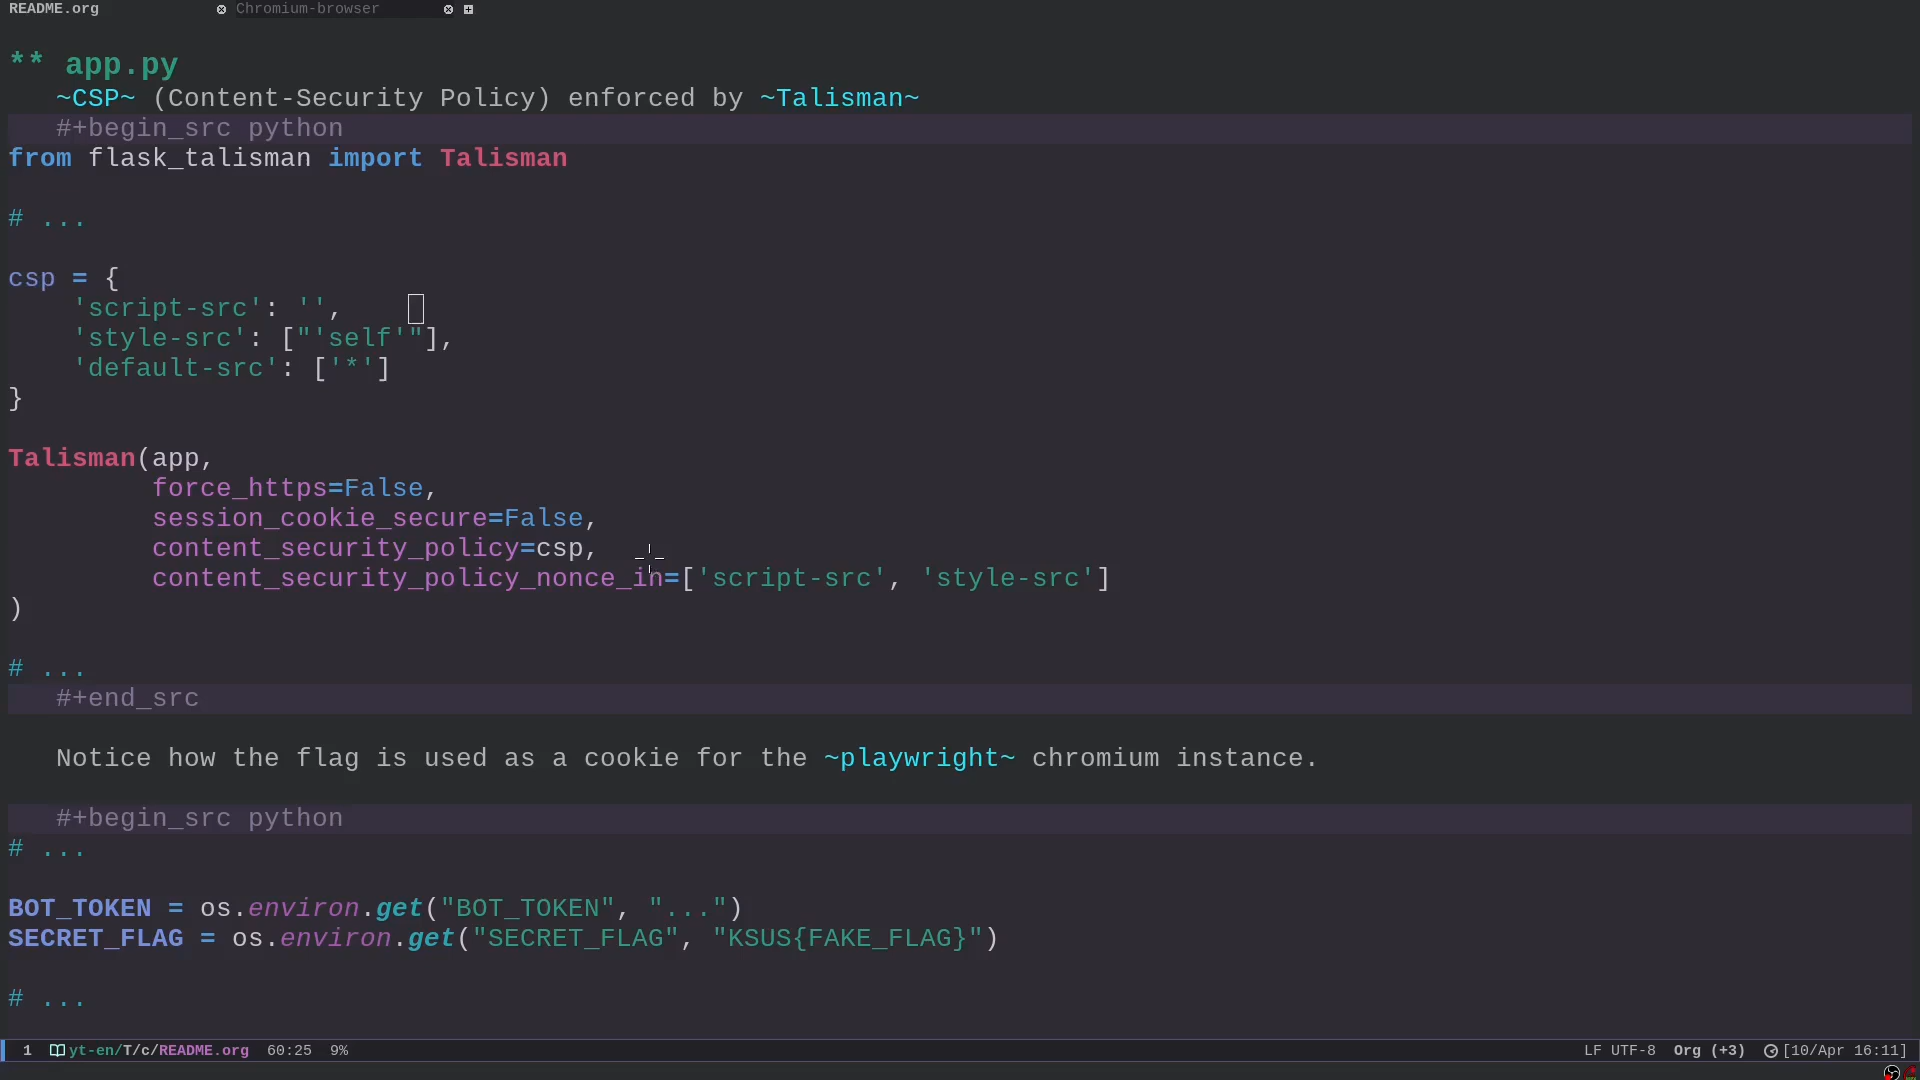 README.org Chromium-browser
** app.py
~CSP~ (Content-Security Policy) enforced by ~Talisman~
#+begin_src python
from flask_talisman import Talisman
# ...
csp = {
'script-src': '',
'style-src': ["'self'"],
'default-src': ['*']
}
Talisman(app,
force_https=False,
session_cookie_secure=False,
content_security_policy=csp,
content_security_policy_nonce_in=['script-src', 'style-src']
)
# ...
#+end_src
Notice how the flag is used as a cookie for the ~playwright~ chromium instance.
#+begin_src python
# ...
BOT_TOKEN = os.environ.get("BOT_TOKEN", "...")
SECRET_FLAG = os.environ.get("SECRET_FLAG", "KSUS{FAKE_FLAG}")
# ...
1 yt-en/T/c/README.org 60:25 9% LF UTF-8 Org (+3) [10/Apr 16:11]